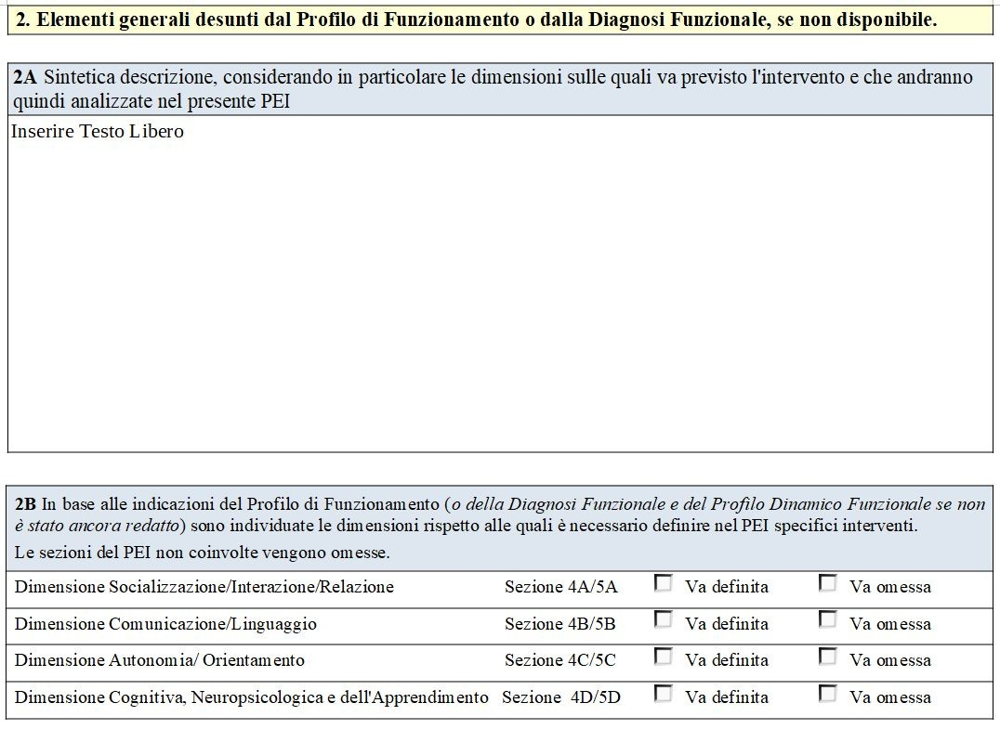 2. Elementi generali desunti dal Profilo di Funzionamento o dalla Diagnosi Funzionale, se non disponibile.
2A Sintetica descrizione, considerando in particolare le dimensioni sulle quali va previsto l'intervento e che andranno
quindi analizzate nel presente PEI
Inserire Testo Libero
2B In base alle indicazioni del Profilo di Funzionamento (o della Diagnosi Funzionale e del Profilo Dinamico Funzionale se non
è stato ancora redatto) sono individuate le dimensioni rispetto alle quali è necessario definire nel PEI specifici interventi.
Le sezioni del PEI non coinvolte vengono omesse.
Dimensione Socializzazione/Interazione/Relazione Sezione 4A/5A Va definita Va omessa
Dimensione Comunicazione/Linguaggio Sezione 4B/5B Va definita Va omessa
Dimensione Autonomia/ Orientamento Sezione 4C/5C Va definita Va omessa
Dimensione Cognitiva, Neuropsicologica e dell'Apprendimento Sezione 4D/5D Va definita Va omessa